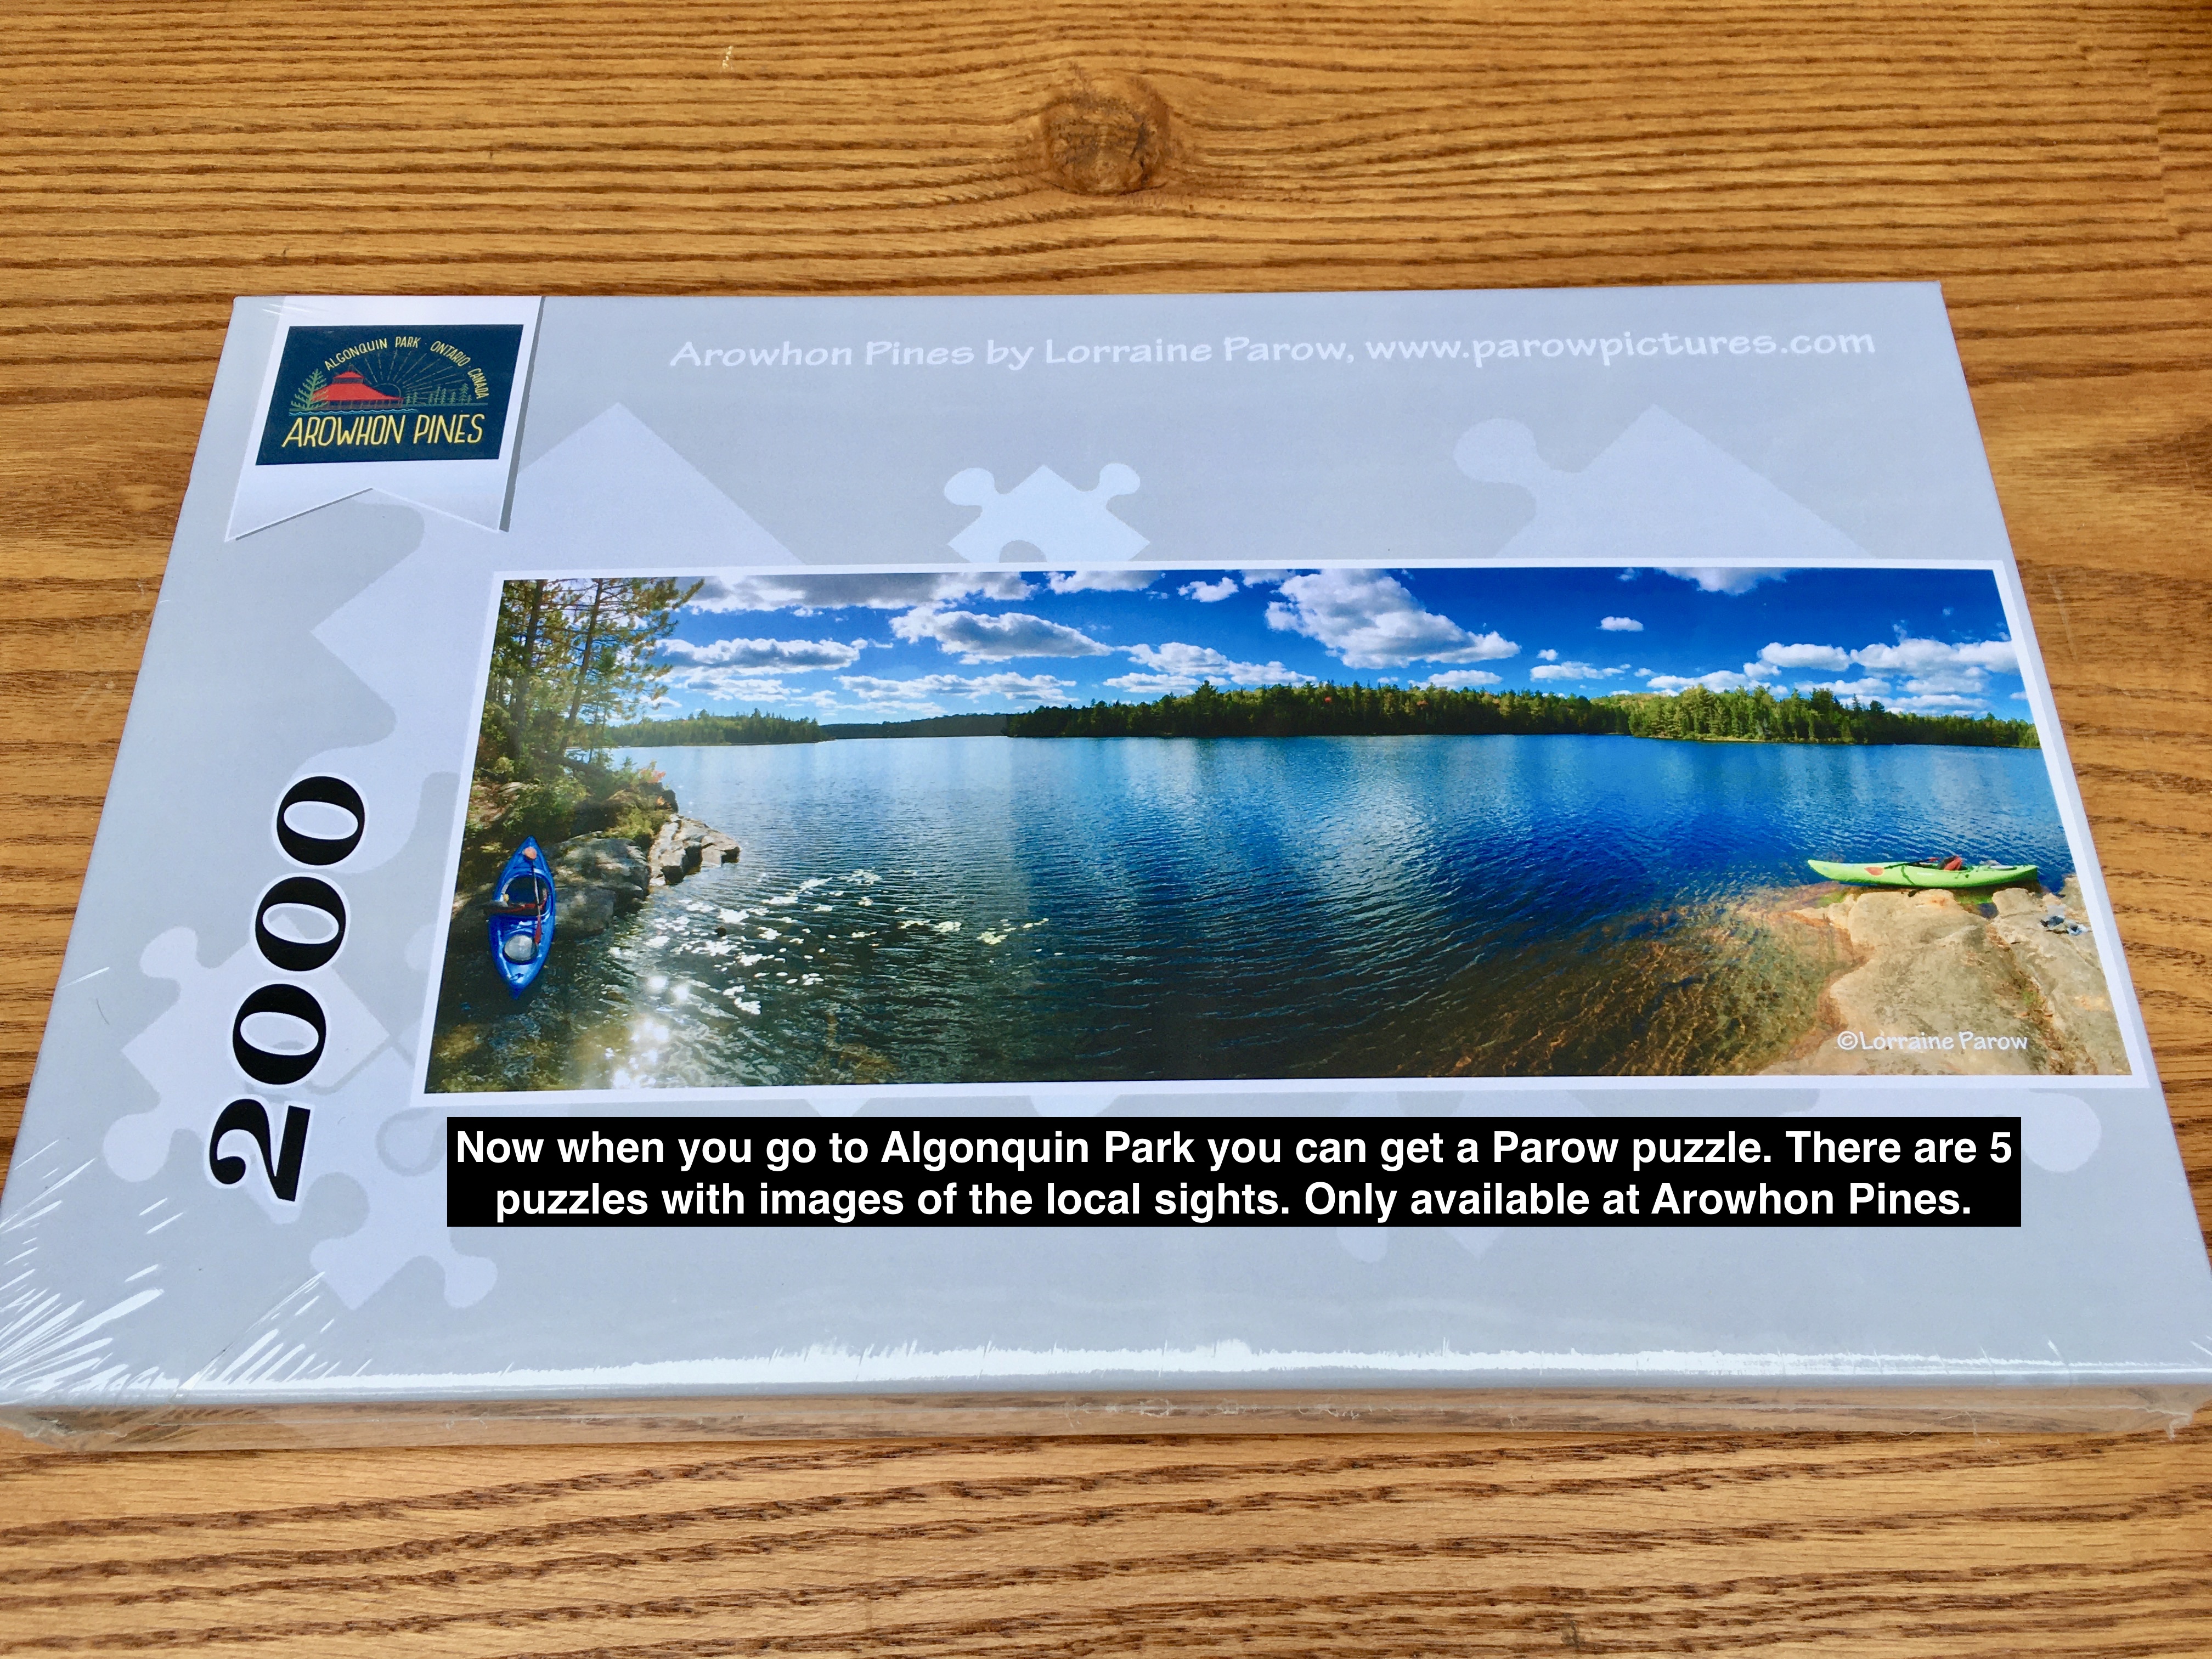 ALGONQUIN PARK ONTARIO CANADA
AROWHON PINES
Arowhon Pines by Lorraine Parow, www.parowpictures.com
2000
©Lorraine Parow
Now when you go to Algonquin Park you can get a Parow puzzle. There are 5
puzzles with images of the local sights. Only available at Arowhon Pines.